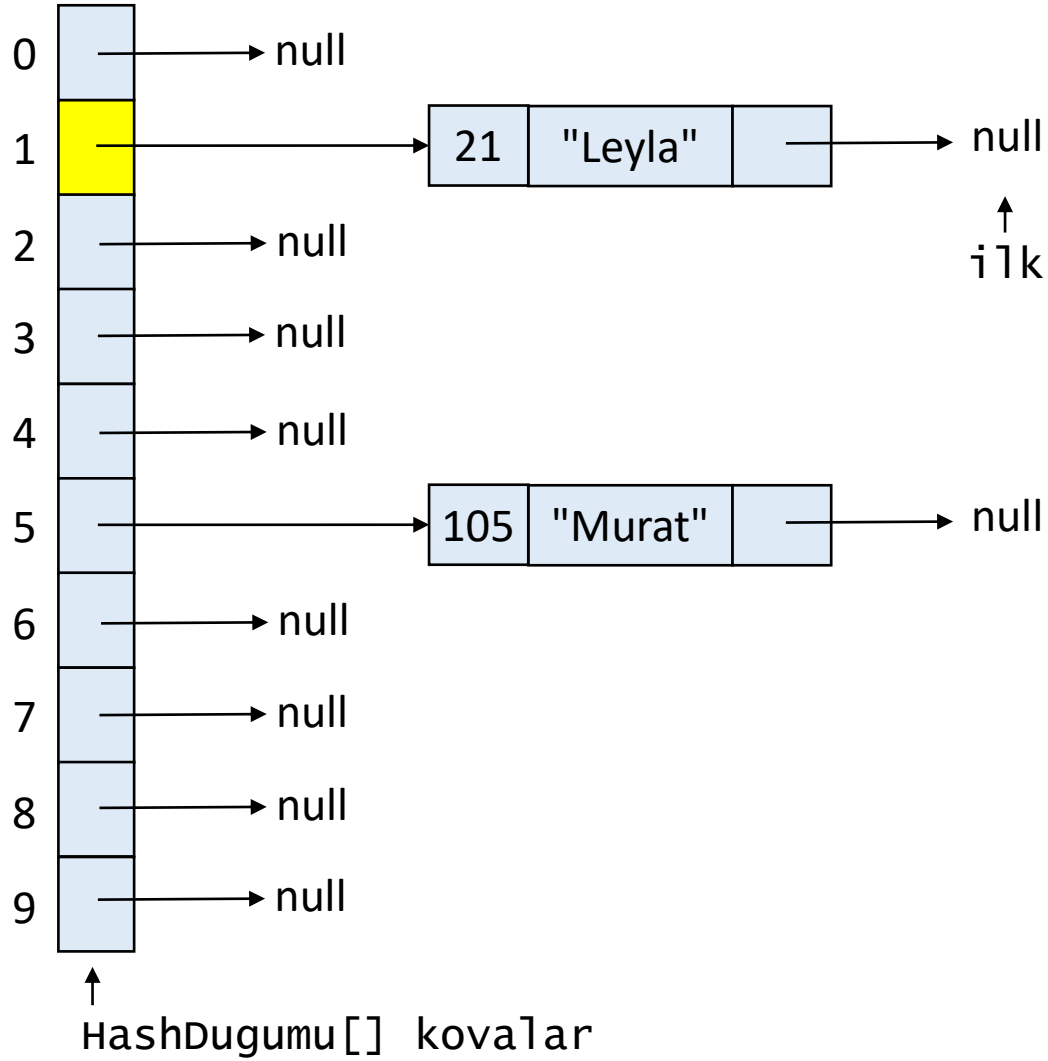 0 null
1 21 "Leyla" null
2 null
ilk
3 null
4 null
5 105 "Murat" null
6 null
7 null
8 null
9 null
HashDugumu[] kovalar